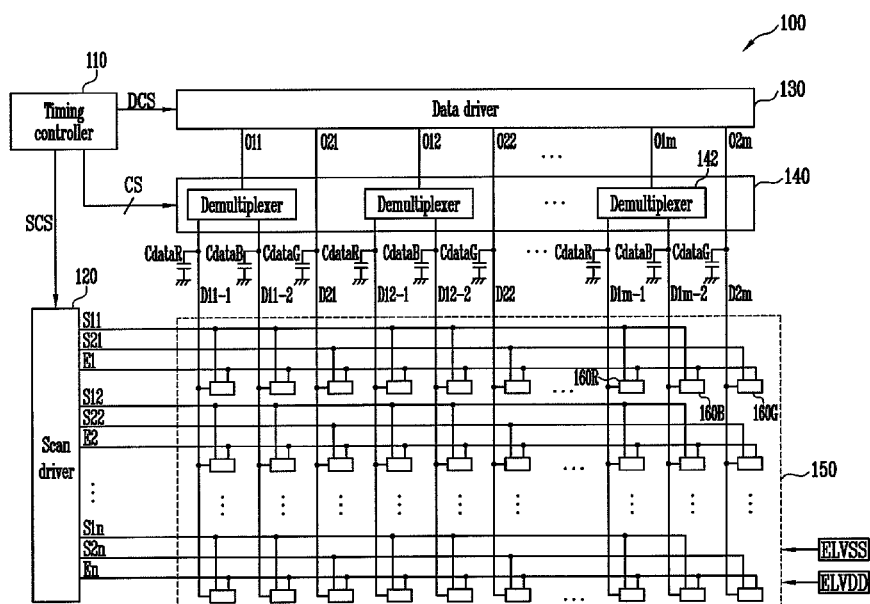 100
110
Timing
controller
DCS
Data driver
130
O11 O21 O12 O22 ... O1m O2m
CS
SCS
142
140
Demultiplexer Demultiplexer ... Demultiplexer
CdataR CdataB CdataG CdataR CdataB CdataG ... CdataR CdataB CdataG
120
D11-1 D11-2 D21 D12-1 D12-2 D22 D1m-1 D1m-2 D2m
S11
S21
E1
160R
...
160B 160G
S12
S22
E2
Scan
driver
...
150
S1n
S2n
En
...
ELVSS
ELVDD